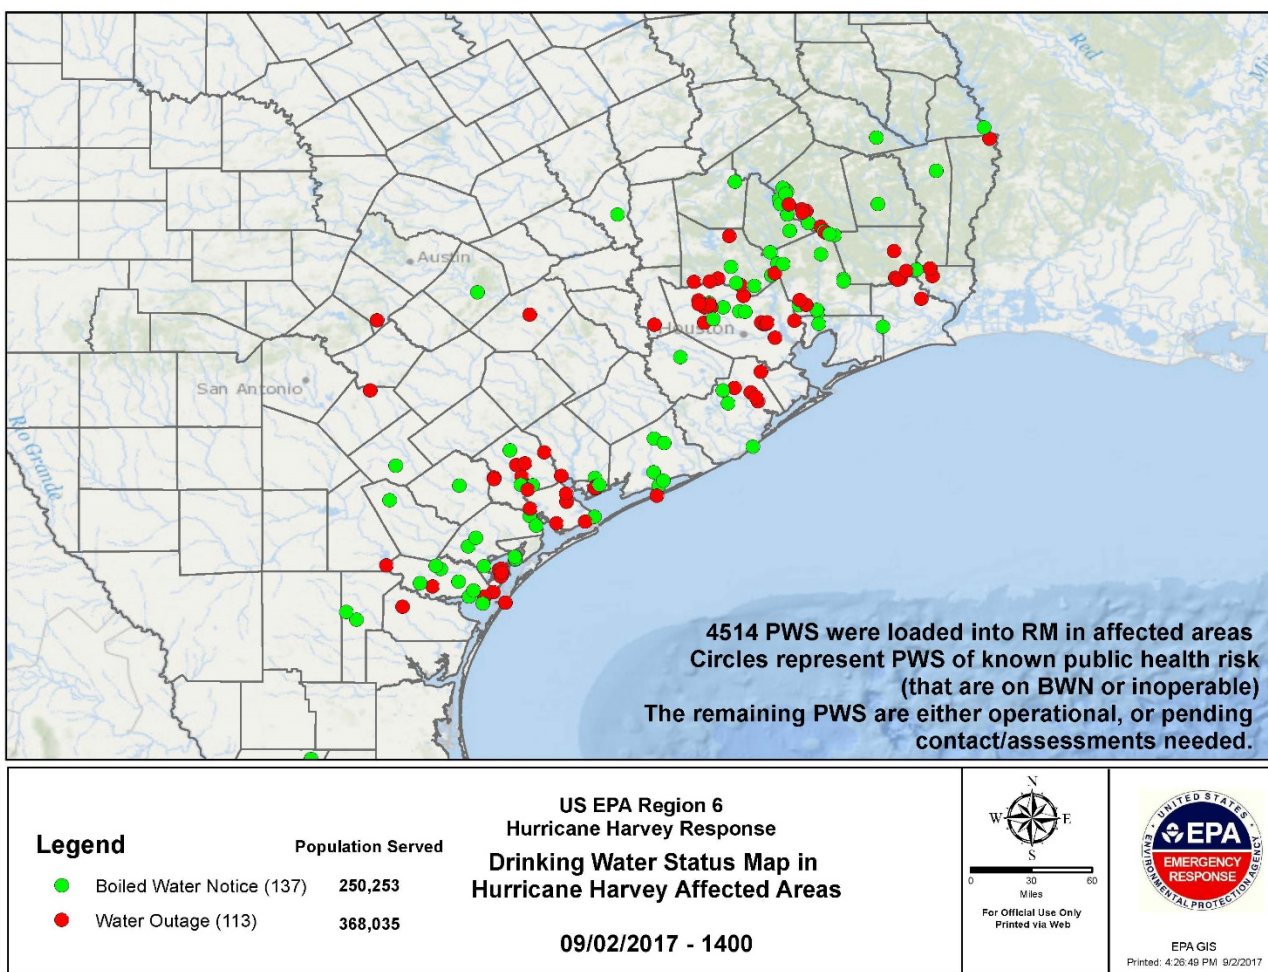 Red
Mi
Austin
Houston
San Antonio
Rio Grande
4514 PWS were loaded into RM in affected areas
Circles represent PWS of known public health risk
(that are on BWN or inoperable)
The remaining PWS are either operational, or pending
contact/assessments needed.
Legend
Population Served
Boiled Water Notice (137) 250,253
Water Outage (113) 368,035
US EPA Region 6
Hurricane Harvey Response
Drinking Water Status Map in
Hurricane Harvey Affected Areas
09/02/2017 - 1400
N
W E
S
0 30 60
Miles
For Official Use Only
Printed via Web
UNITED STATES
EPA
EMERGENCY
RESPONSE
ENVIRONMENTAL PROTECTION AGENCY
EPA GIS
Printed: 4:26:49 PM 9/2/2017